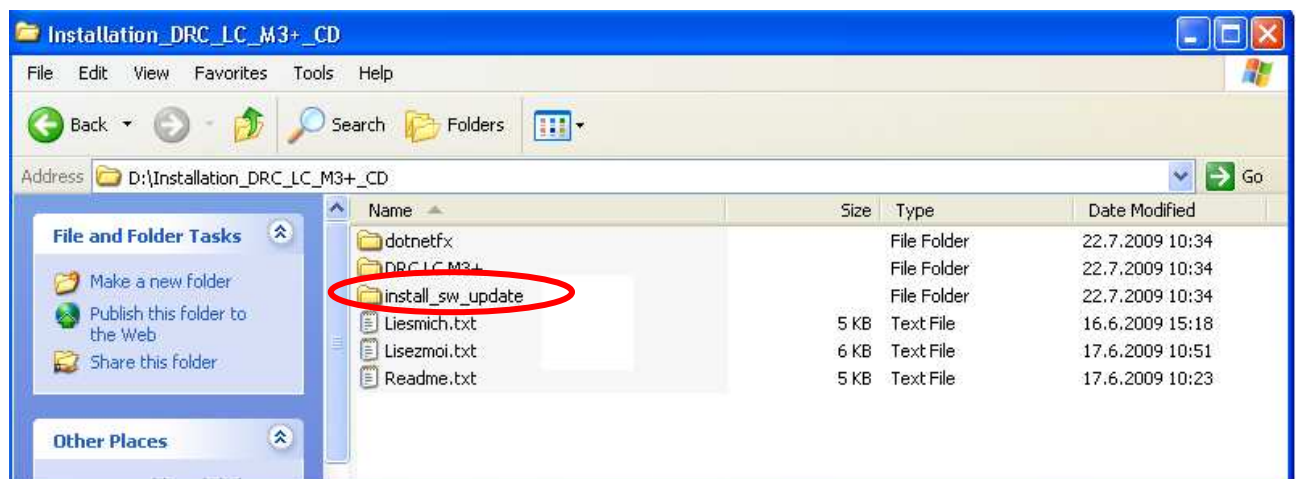 Installation_DRC_LC_M3+_CD
File Edit View Favorites Tools Help
Back Search Folders
Address D:\Installation_DRC_LC_M3+_CD Go
Name Size Type Date Modified
File and Folder Tasks
Make a new folder
Publish this folder to
the Web
Share this folder
Other Places
dotnetfx File Folder 22.7.2009 10:34
DRC LC M3+ File Folder 22.7.2009 10:34
install_sw_update File Folder 22.7.2009 10:34
Liesmich.txt 5 KB Text File 16.6.2009 15:18
Lisezmoi.txt 6 KB Text File 17.6.2009 10:51
Readme.txt 5 KB Text File 17.6.2009 10:23